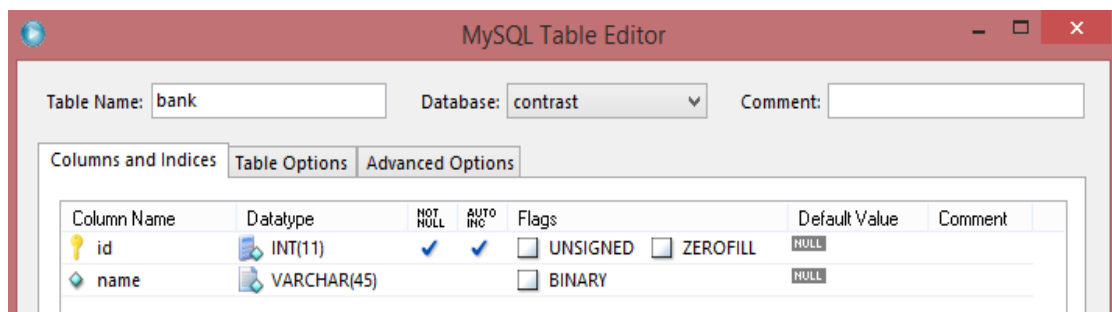 MySQL Table Editor
Table Name: bank Database: contrast Comment:
Columns and Indices Table Options Advanced Options
Column Name Datatype NOT NULL AUTO INC Flags Default Value Comment
id INT(11) UNSIGNED ZEROFILL NULL
name VARCHAR(45) BINARY NULL